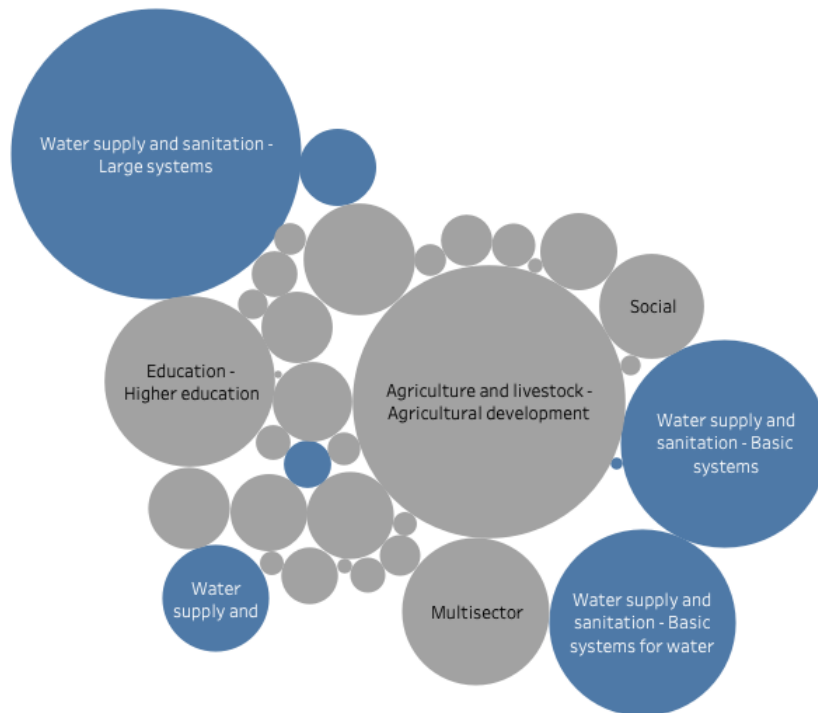 Water supply and sanitation -
Large systems
Social
Education -
Higher education
Agriculture and livestock -
Agricultural development
Water supply and
sanitation - Basic
systems
Water
supply and
Multisector
Water supply and
sanitation - Basic
systems for water